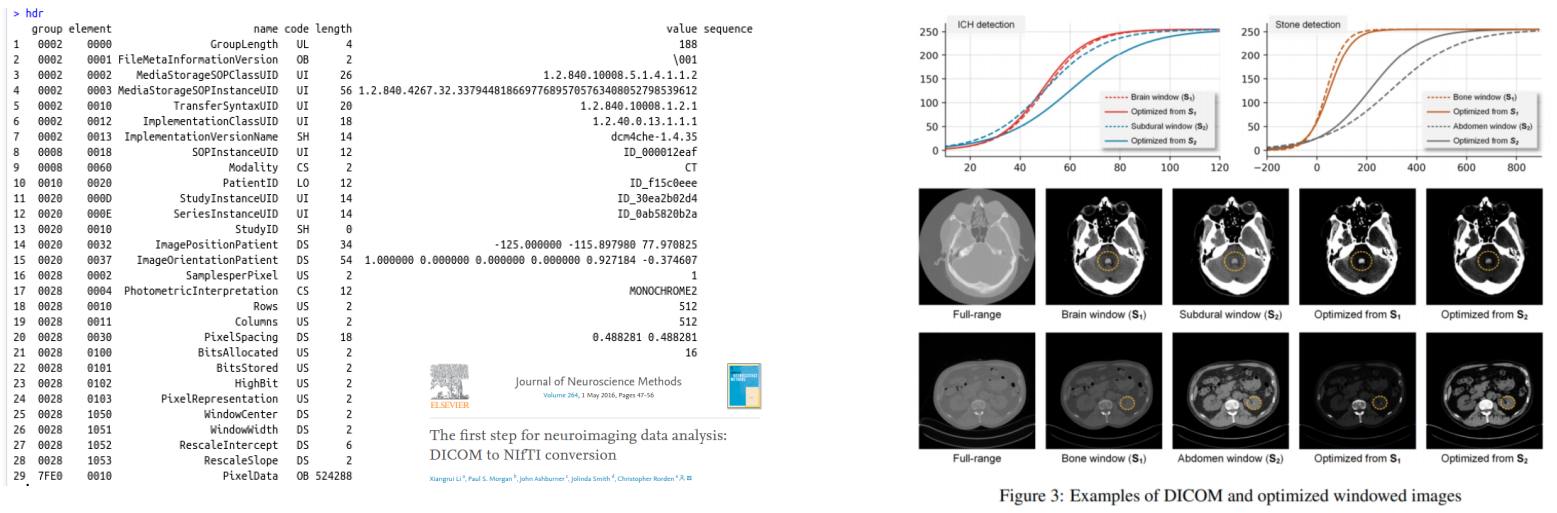 > hdr
group element name code length value sequence
1 0002 0000 GroupLength UL 4 188
2 0002 0001 FileMetaInformationVersion OB 2 \001
3 0002 0002 MediaStorageSOPClassUID UI 26 1.2.840.10008.5.1.4.1.1.2
4 0002 0003 MediaStorageSOPInstanceUID UI 56 1.2.840.4267.32.337944818669776895705763408052798539612
5 0002 0010 TransferSyntaxUID UI 20 1.2.840.10008.1.2.1
6 0002 0012 ImplementationClassUID UI 18 1.2.40.0.13.1.1.1
7 0002 0013 ImplementationVersionName SH 14 dcm4che-1.4.35
8 0008 0018 SOPInstanceUID UI 12 ID_000012eaf
9 0008 0060 Modality CS 2 CT
10 0010 0020 PatientID LO 12 ID_f15c0eee
11 0020 000D StudyInstanceUID UI 14 ID_30ea2b02d4
12 0020 000E SeriesInstanceUID UI 14 ID_0ab5820b2a
13 0020 0010 StudyID SH 0
14 0020 0032 ImagePositionPatient DS 34 -125.000000 -115.897980 77.970825
15 0020 0037 ImageOrientationPatient DS 54 1.000000 0.000000 0.000000 0.000000 0.927184 -0.374607
16 0028 0002 SamplesperPixel US 2 1
17 0028 0004 PhotometricInterpretation CS 12 MONOCHROME2
18 0028 0010 Rows US 2 512
19 0028 0011 Columns US 2 512
20 0028 0030 PixelSpacing DS 18 0.488281 0.488281
21 0028 0100 BitsAllocated US 2 16
22 0028 0101 BitsStored US 2
23 0028 0102 HighBit US 2
24 0028 0103 PixelRepresentation US 2
25 0028 1050 WindowCenter DS 2
26 0028 1051 WindowWidth DS 2
27 0028 1052 RescaleIntercept DS 6
28 0028 1053 RescaleSlope DS 2
29 7FE0 0010 PixelData OB 524288
ELSEVIER
Journal of Neuroscience Methods
Volume 264, 1 May 2016, Pages 47-56
The first step for neuroimaging data analysis:
DICOM to NIfTI conversion
Xiangrui Li a, Paul S. Morgan b, John Ashburner c, Jolinda Smith d, Christopher Rorden e
ICH detection
250
200
150
100
50
0
20 40 60 80 100 120
Brain window (S1)
Optimized from S1
Subdural window (S2)
Optimized from S2
Stone detection
250
200
150
100
50
0
−200 0 200 400 600 800
Bone window (S1)
Optimized from S1
Abdomen window (S2)
Optimized from S2
Full-range Brain window (S1) Subdural window (S2) Optimized from S1 Optimized from S2
Full-range Bone window (S1) Abdomen window (S2) Optimized from S1 Optimized from S2
Figure 3: Examples of DICOM and optimized windowed images